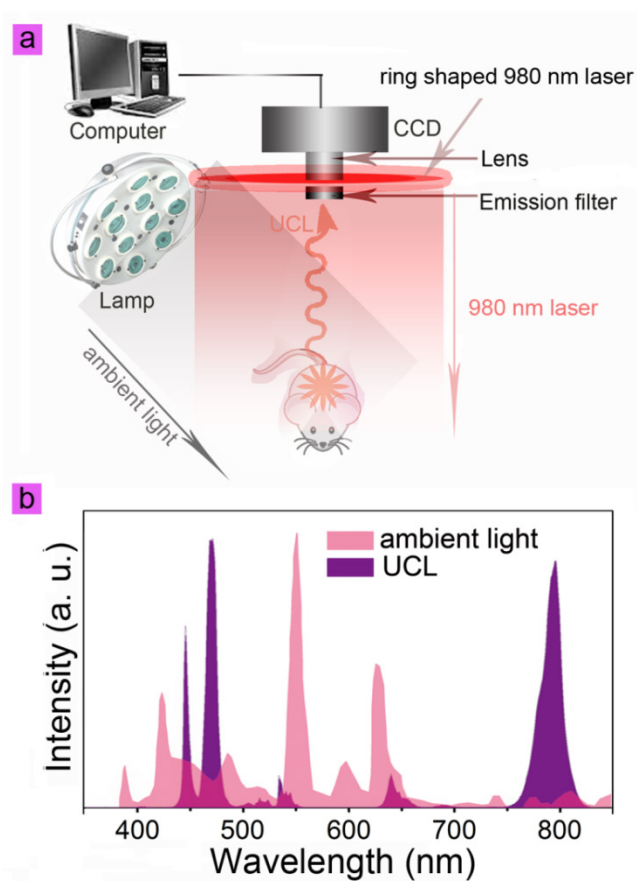 a
ring shaped 980 nm laser
Computer
CCD
Lens
Emission filter
UCL
Lamp
980 nm laser
ambient light
b
ambient light
UCL
Intensity (a. u.)
400 500 600 700 800
Wavelength (nm)